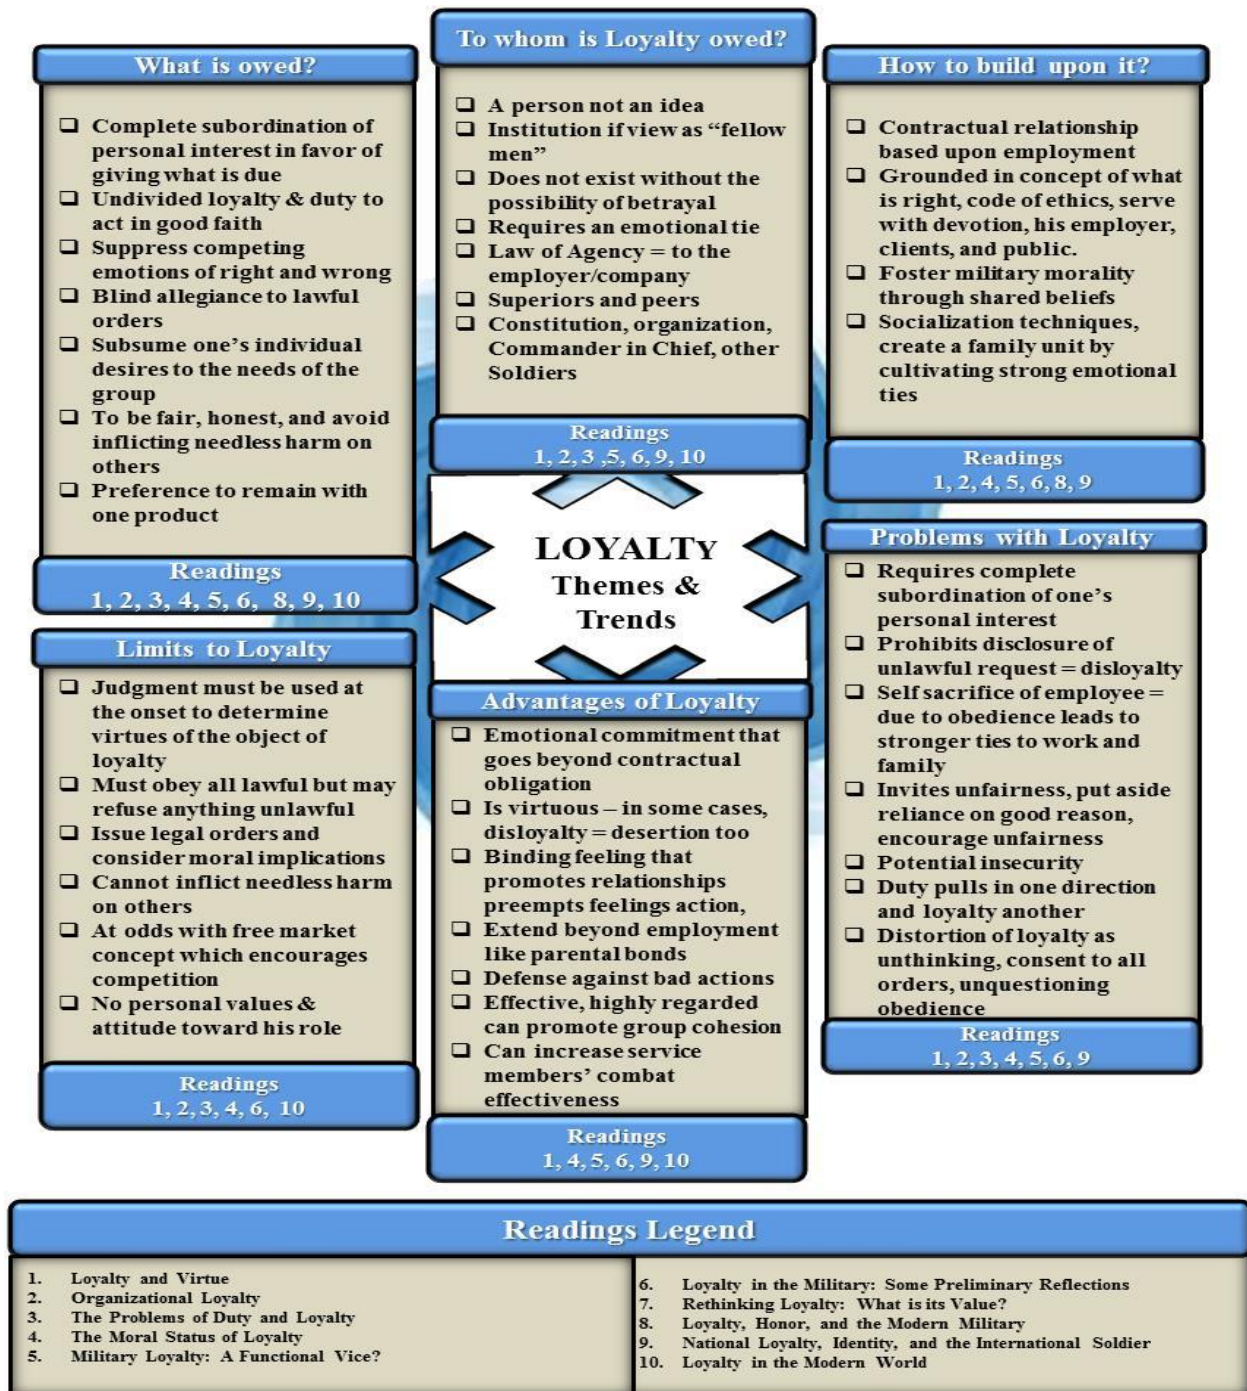 What is owed?
❑ Complete subordination of
personal interest in favor of
giving what is due
❑ Undivided loyalty & duty to
act in good faith
❑ Suppress competing
emotions of right and wrong
❑ Blind allegiance to lawful
orders
❑ Subsume one's individual
desires to the needs of the
group
❑ To be fair, honest, and avoid
inflicting needless harm on
others
❑ Preference to remain with
one product
Readings
1, 2, 3, 4, 5, 6, 8, 9, 10
To whom is Loyalty owed?
❑ A person not an idea
❑ Institution if view as “fellow
men”
❑ Does not exist without the
possibility of betrayal
❑ Requires an emotional tie
❑ Law of Agency = to the
employer/company
❑ Superiors and peers
❑ Constitution, organization,
Commander in Chief, other
Soldiers
Readings
1, 2, 3 ,5, 6, 9, 10
How to build upon it?
❑ Contractual relationship
based upon employment
❑ Grounded in concept of what
is right, code of ethics, serve
with devotion, his employer,
clients, and public.
❑ Foster military morality
through shared beliefs
❑ Socialization techniques,
create a family unit by
cultivating strong emotional
ties
Readings
1, 2, 4, 5, 6, 8, 9
LOYALTY
Themes &
Trends
Limits to Loyalty
❑ Judgment must be used at
the onset to determine
virtues of the object of
loyalty
❑ Must obey all lawful but may
refuse anything unlawful
❑ Issue legal orders and
consider moral implications
❑ Cannot inflict needless harm
on others
❑ At odds with free market
concept which encourages
competition
❑ No personal values &
attitude toward his role
Readings
1, 2, 3, 4, 6, 10
Advantages of Loyalty
❑ Emotional commitment that
goes beyond contractual
obligation
❑ Is virtuous – in some cases,
disloyalty = desertion too
❑ Binding feeling that
promotes relationships
preempts feelings action,
❑ Extend beyond employment
like parental bonds
❑ Defense against bad actions
❑ Effective, highly regarded
can promote group cohesion
❑ Can increase service
members’ combat
effectiveness
Readings
1, 4, 5, 6, 9, 10
Problems with Loyalty
❑ Requires complete
subordination of one’s
personal interest
❑ Prohibits disclosure of
unlawful request = disloyalty
❑ Self sacrifice of employee =
due to obedience leads to
stronger ties to work and
family
❑ Invites unfairness, put aside
reliance on good reason,
encourage unfairness
❑ Potential insecurity
❑ Duty pulls in one direction
and loyalty another
❑ Distortion of loyalty as
unthinking, consent to all
orders, unquestioning
obedience
Readings
1, 2, 3, 4, 5, 6, 9
Readings Legend
1. Loyalty and Virtue
2. Organizational Loyalty
3. The Problems of Duty and Loyalty
4. The Moral Status of Loyalty
5. Military Loyalty: A Functional Vice?
6. Loyalty in the Military: Some Preliminary Reflections
7. Rethinking Loyalty: What is its Value?
8. Loyalty, Honor, and the Modern Military
9. National Loyalty, Identity, and the International Soldier
10. Loyalty in the Modern World